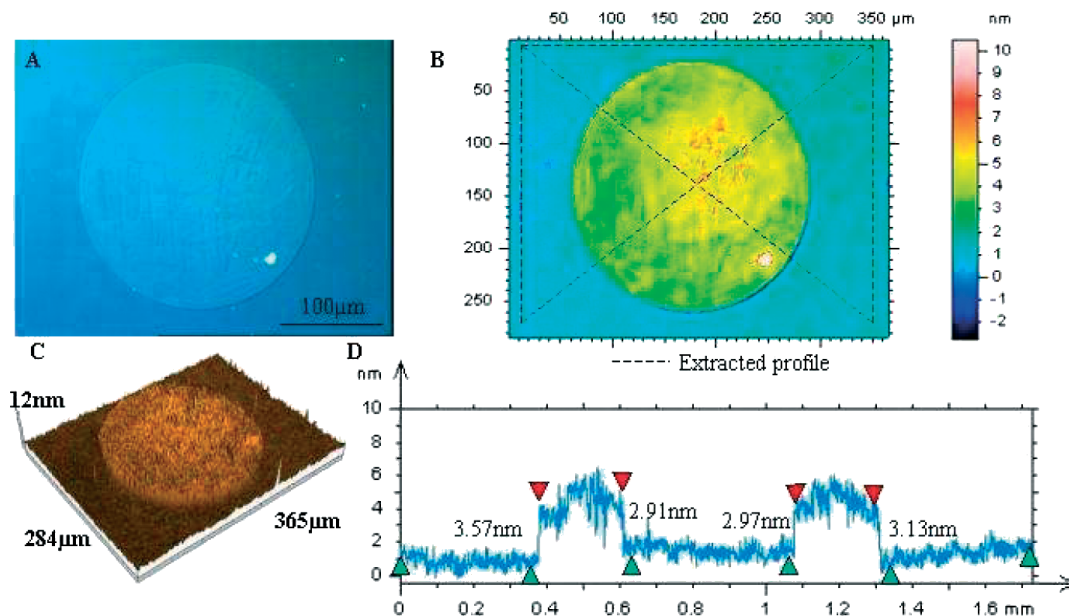 A
100µm
B
50 100 150 200 250 300 350 µm
50
100
150
200
250
nm
10
9
8
7
6
5
4
3
2
1
0
-1
-2
Extracted profile
C
12nm
284µm
365µm
D
nm
10
8
6
4
2
0
3.57nm
2.91nm
2.97nm
3.13nm
0 0.2 0.4 0.6 0.8 1 1.2 1.4 1.6 mm